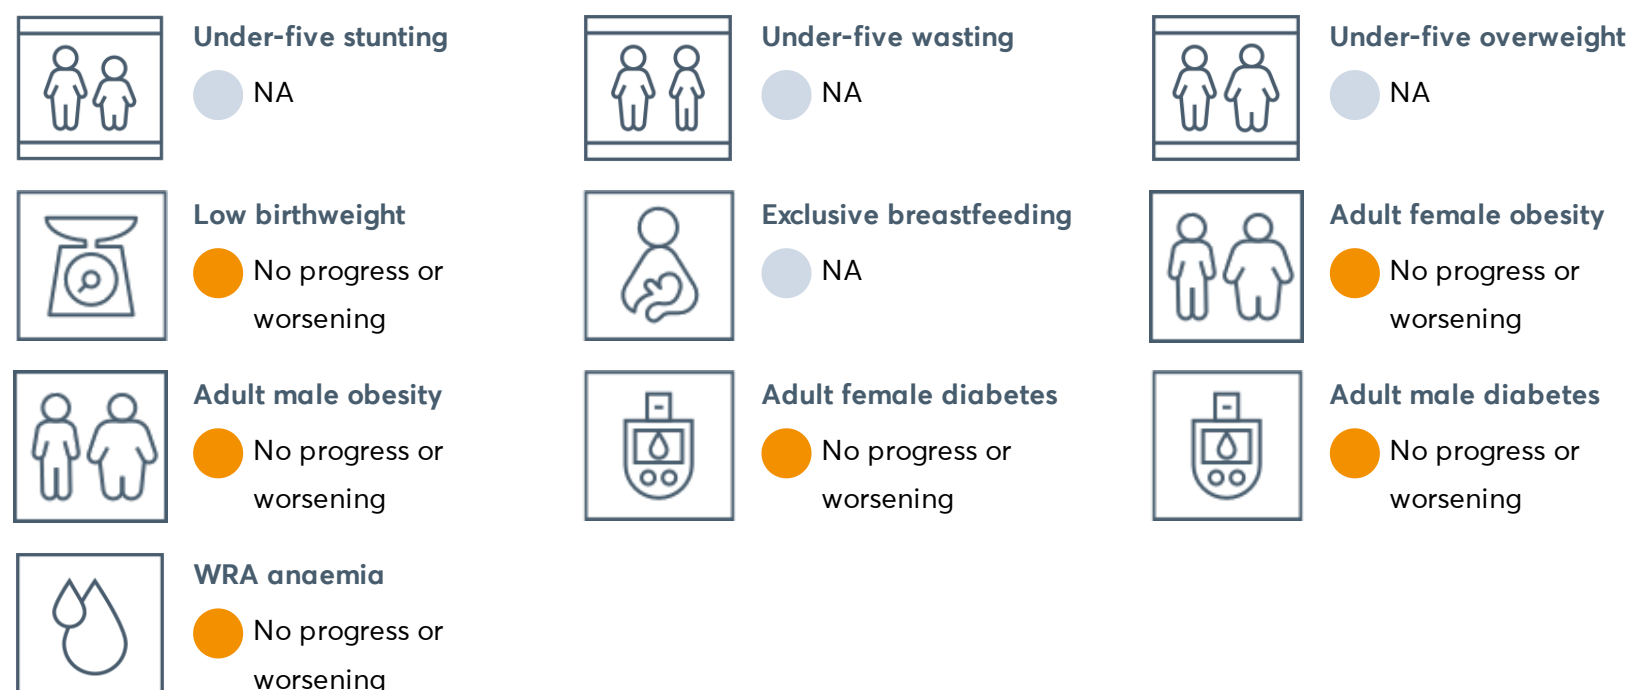 Under-five stunting
NA
Under-five wasting
NA
Under-five overweight
NA
Low birthweight
No progress or
worsening
Exclusive breastfeeding
NA
Adult female obesity
No progress or
worsening
Adult male obesity
No progress or
worsening
Adult female diabetes
No progress or
worsening
Adult male diabetes
No progress or
worsening
WRA anaemia
No progress or
worsening